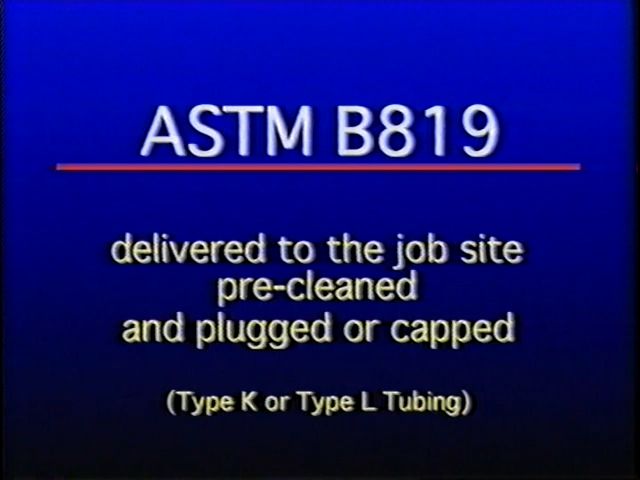 ASTM B819
delivered to the job site
pre-cleaned
and plugged or capped
(Type K or Type L Tubing)